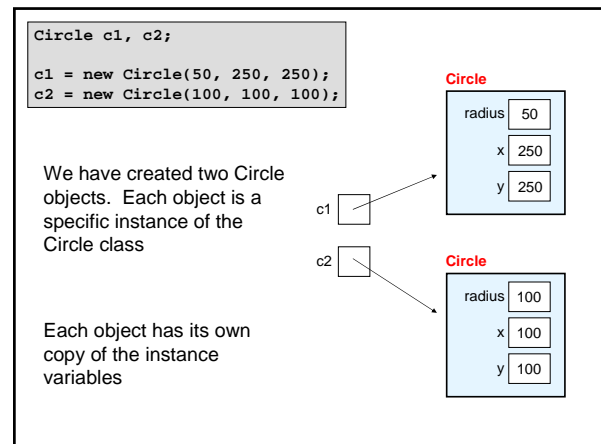 Circle c1, c2;
c1 = new Circle(50, 250, 250);
c2 = new Circle(100, 100, 100);
We have created two Circle
objects. Each object is a
specific instance of the
Circle class
Each object has its own
copy of the instance
variables
c1
c2
Circle
radius 50
x 250
y 250
Circle
radius 100
x 100
y 100